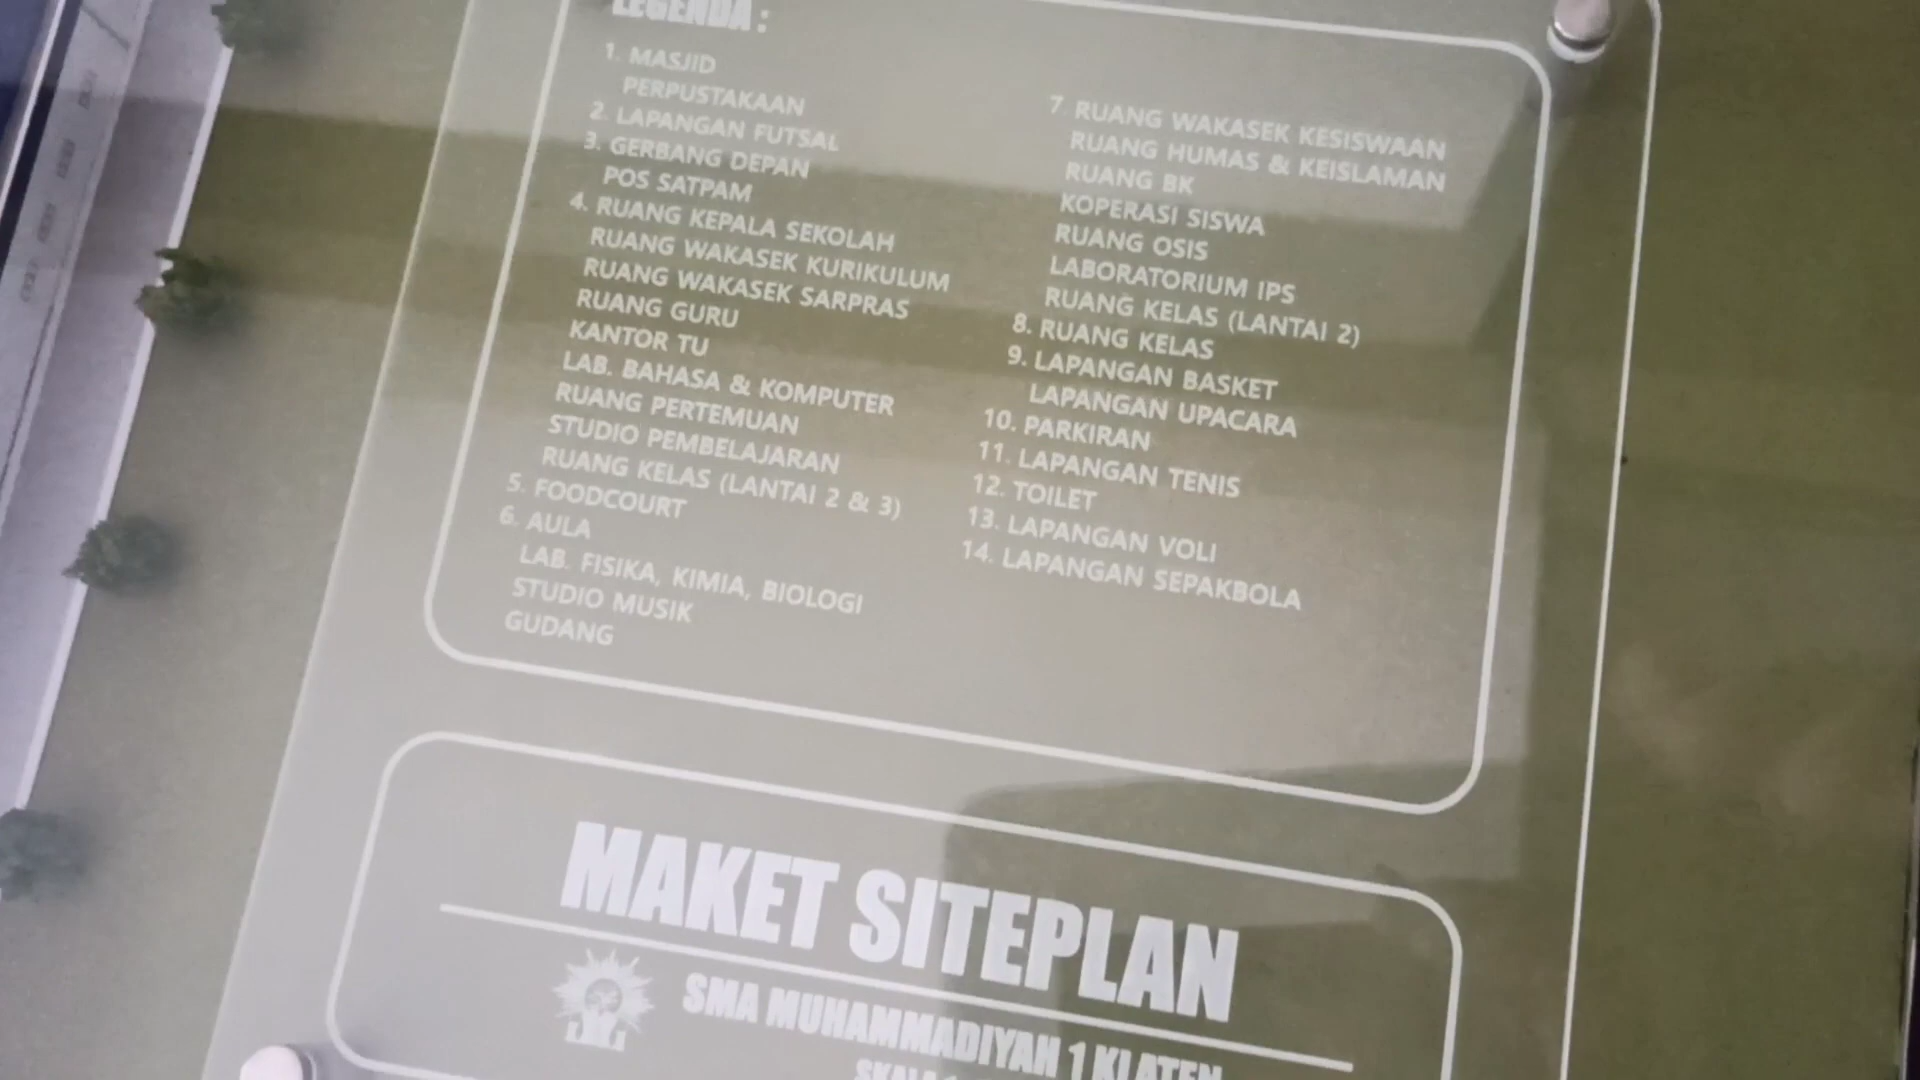 LEGENDA :
1. MASJID
PERPUSTAKAAN
2. LAPANGAN FUTSAL
3. GERBANG DEPAN
POS SATPAM
4. RUANG KEPALA SEKOLAH
RUANG WAKASEK KURIKULUM
RUANG WAKASEK SARPRAS
RUANG GURU
KANTOR TU
LAB. BAHASA & KOMPUTER
RUANG PERTEMUAN
STUDIO PEMBELAJARAN
RUANG KELAS (LANTAI 2 & 3)
5. FOODCOURT
6. AULA
LAB. FISIKA, KIMIA, BIOLOGI
STUDIO MUSIK
GUDANG
7. RUANG WAKASEK KESISWAAN
RUANG HUMAS & KEISLAMAN
RUANG BK
KOPERASI SISWA
RUANG OSIS
LABORATORIUM IPS
RUANG KELAS (LANTAI 2)
8. RUANG KELAS
9. LAPANGAN BASKET
LAPANGAN UPACARA
10. PARKIRAN
11. LAPANGAN TENIS
12. TOILET
13. LAPANGAN VOLI
14. LAPANGAN SEPAKBOLA
MAKET SITEPLAN
SMA MUHAMMADIYAH 1 KLATEN